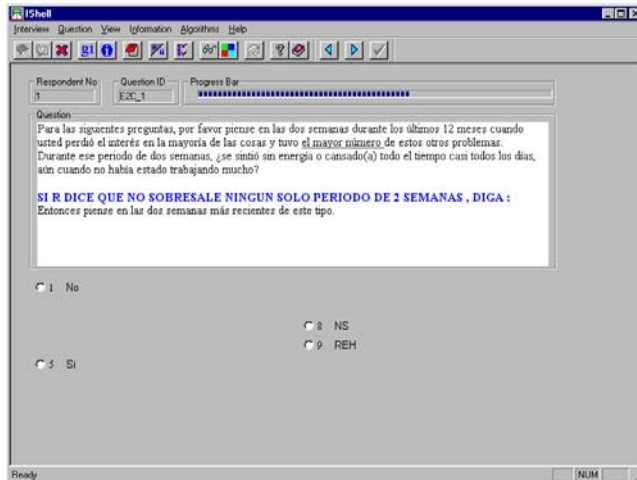 IShell
Interview Question View Information Algorithms Help
Respondent No
Question ID
Progress Bar
1
E2C_1
Question
Para las siguientes preguntas, por favor piense en las dos semanas durante los últimos 12 meses cuando
usted perdió el interés en la mayoría de las cosas y tuvo el mayor número de estos otros problemas.
Durante ese periodo de dos semanas, ¿se sintió sin energía o cansado(a) todo el tiempo casi todos los días,
aún cuando no había estado trabajando mucho?
SI R DICE QUE NO SOBRESALE NINGUN SOLO PERIODO DE 2 SEMANAS , DIGA :
Entonces piense en las dos semanas más recientes de este tipo.
1 No
8 NS
9 REH
5 Si
Ready
NUM